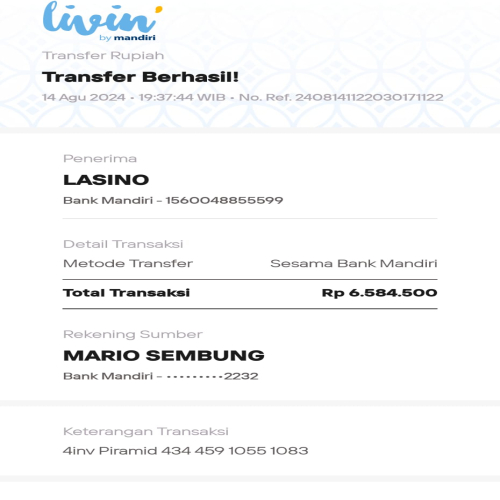 livin'
by mandiri
Transfer Rupiah
Transfer Berhasil!
14 Agu 2024 • 19:37:44 WIB • No. Ref. 2408141122030171122
Penerima
LASINO
Bank Mandiri - 1560048855599
Detail Transaksi
Metode Transfer Sesama Bank Mandiri
Total Transaksi Rp 6.584.500
Rekening Sumber
MARIO SEMBUNG
Bank Mandiri - •••••••••2232
Keterangan Transaksi
4inv Piramid 434 459 1055 1083